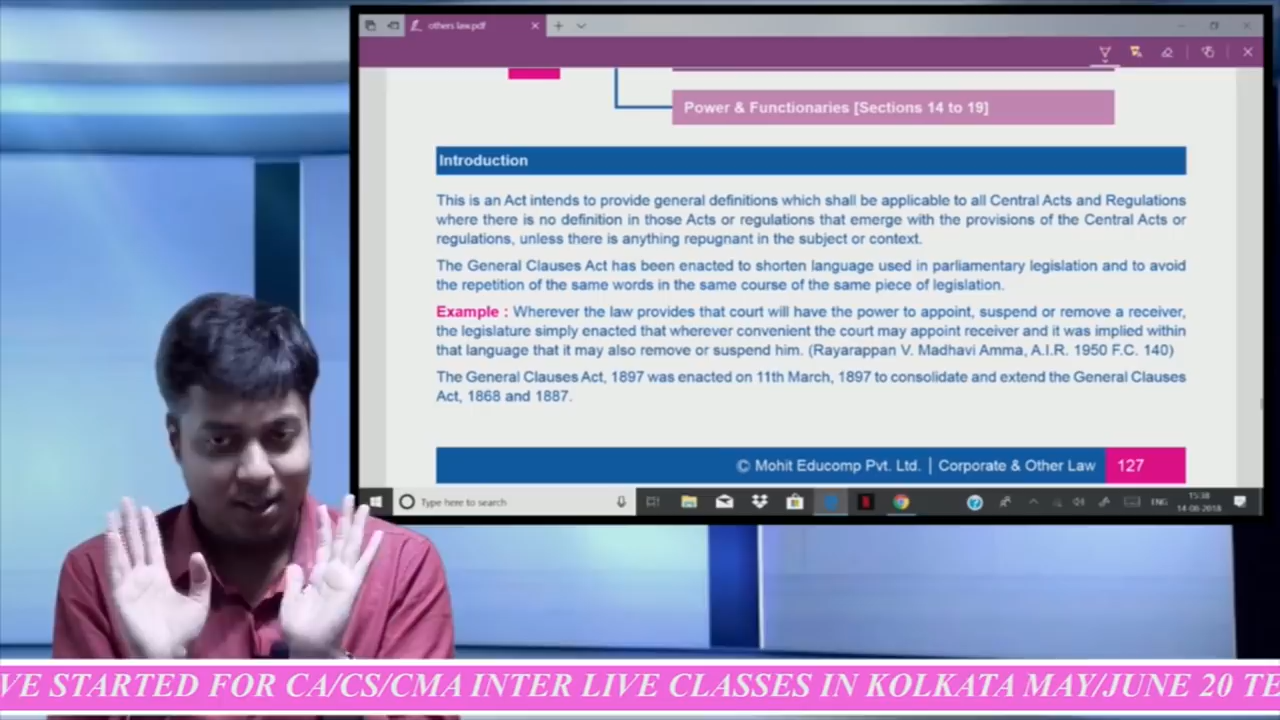 others law.pdf
Power & Functionaries [Sections 14 to 19]
Introduction
This is an Act intends to provide general definitions which shall be applicable to all Central Acts and Regulations
where there is no definition in those Acts or regulations that emerge with the provisions of the Central Acts or
regulations, unless there is anything repugnant in the subject or context.
The General Clauses Act has been enacted to shorten language used in parliamentary legislation and to avoid
the repetition of the same words in the same course of the same piece of legislation.
Example : Wherever the law provides that court will have the power to appoint, suspend or remove a receiver,
the legislature simply enacted that wherever convenient the court may appoint receiver and it was implied within
that language that it may also remove or suspend him. (Rayarappan V. Madhavi Amma, A.I.R. 1950 F.C. 140)
The General Clauses Act, 1897 was enacted on 11th March, 1897 to consolidate and extend the General Clauses
Act, 1868 and 1887.
© Mohit Educomp Pvt. Ltd. | Corporate & Other Law 127
Type here to search
ENG
15:38
14-08-2018
VE STARTED FOR CA/CS/CMA INTER LIVE CLASSES IN KOLKATA MAY/JUNE 20 TE